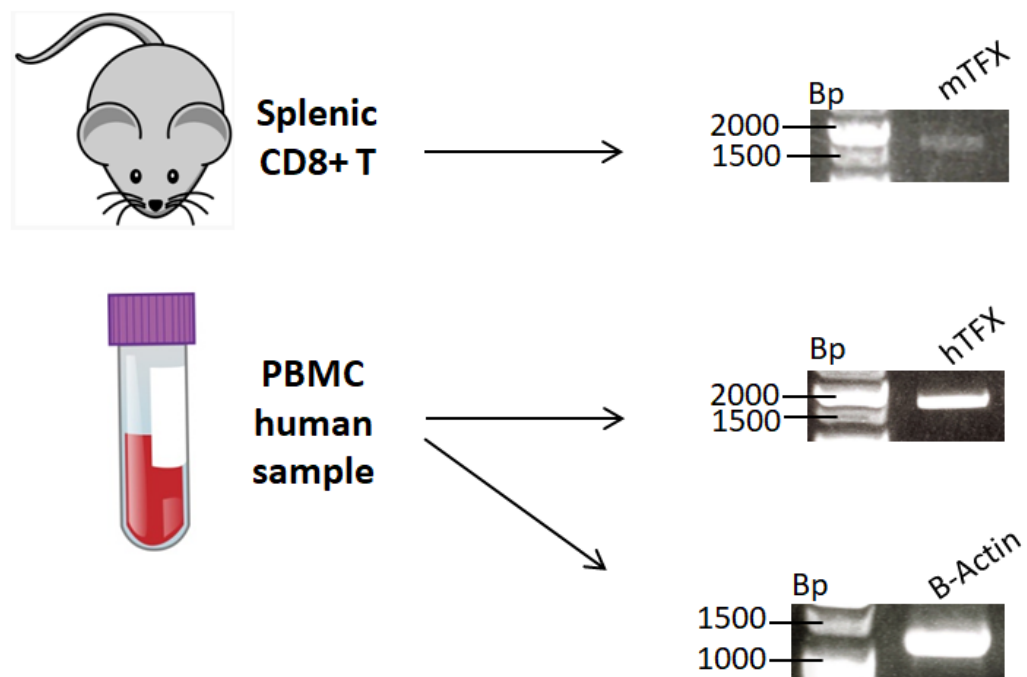 Splenic
CD8+ T
Bp
mTFX
2000
1500
PBMC
human
sample
Bp
hTFX
2000
1500
Bp
B-Actin
1500
1000